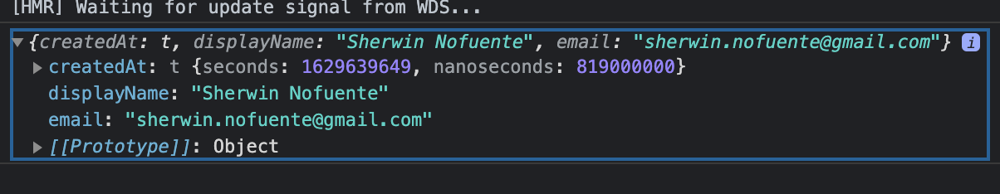 [HMR] Waiting for update signal from WDS...
▼{createdAt: t, displayName: "Sherwin Nofuente", email: "sherwin.nofuente@gmail.com"} i
▶ createdAt: t {seconds: 1629639649, nanoseconds: 819000000}
displayName: "Sherwin Nofuente"
email: "sherwin.nofuente@gmail.com"
▶ [[Prototype]]: Object